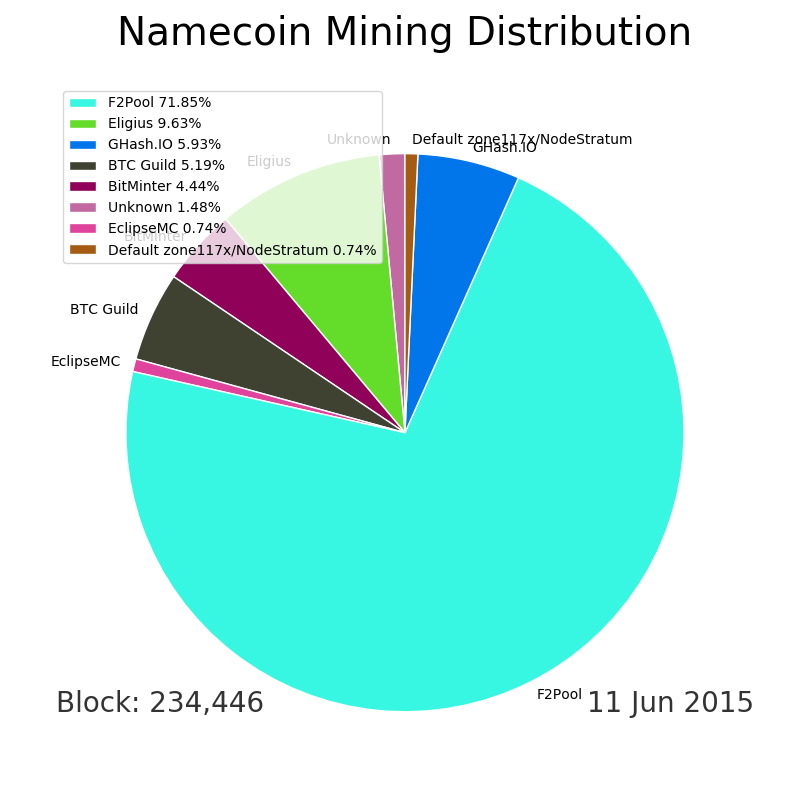 Namecoin Mining Distribution
F2Pool 71.85%
Eligius 9.63%
GHash.IO 5.93%
BTC Guild 5.19%
BitMinter 4.44%
Unknown 1.48%
EclipseMC 0.74%
Default zone117x/NodeStratum 0.74%
Unknown
Default zone117x/NodeStratum
GHash.IO
Eligius
BitMinter
BTC Guild
EclipseMC
F2Pool
Block: 234,446
11 Jun 2015